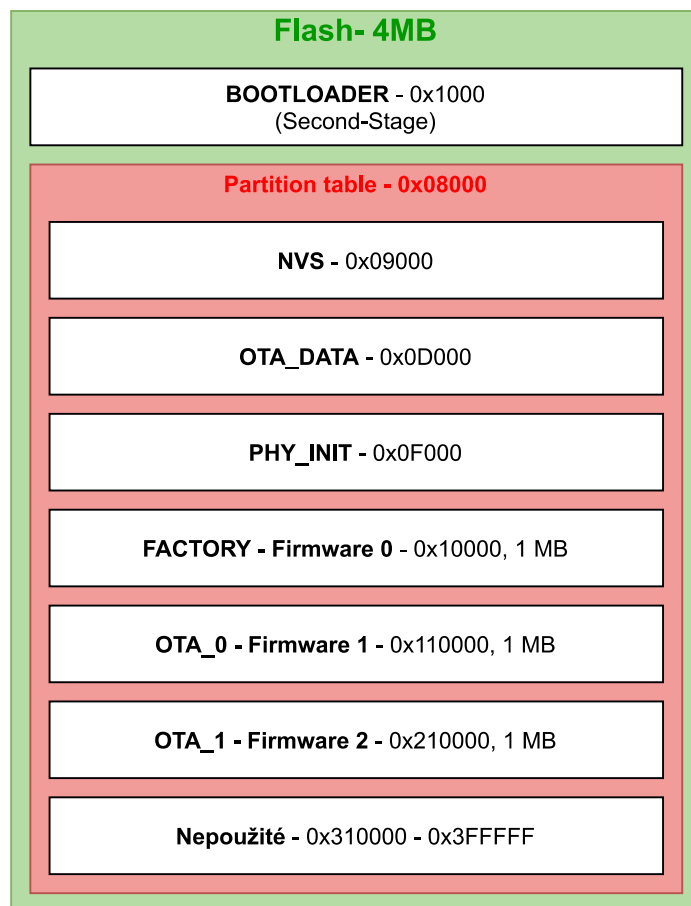 Flash- 4MB
BOOTLOADER - 0x1000
(Second-Stage)
Partition table - 0x08000
NVS - 0x09000
OTA_DATA - 0x0D000
PHY_INIT - 0x0F000
FACTORY - Firmware 0 - 0x10000, 1 MB
OTA_0 - Firmware 1 - 0x110000, 1 MB
OTA_1 - Firmware 2 - 0x210000, 1 MB
Nepoužité - 0x310000 - 0x3FFFFF